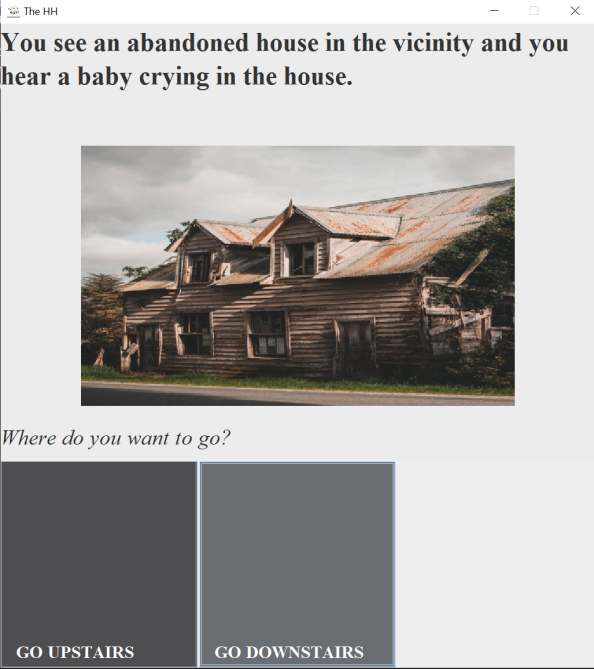 The HH
You see an abandoned house in the vicinity and you
hear a baby crying in the house.
Where do you want to go?
GO UPSTAIRS
GO DOWNSTAIRS